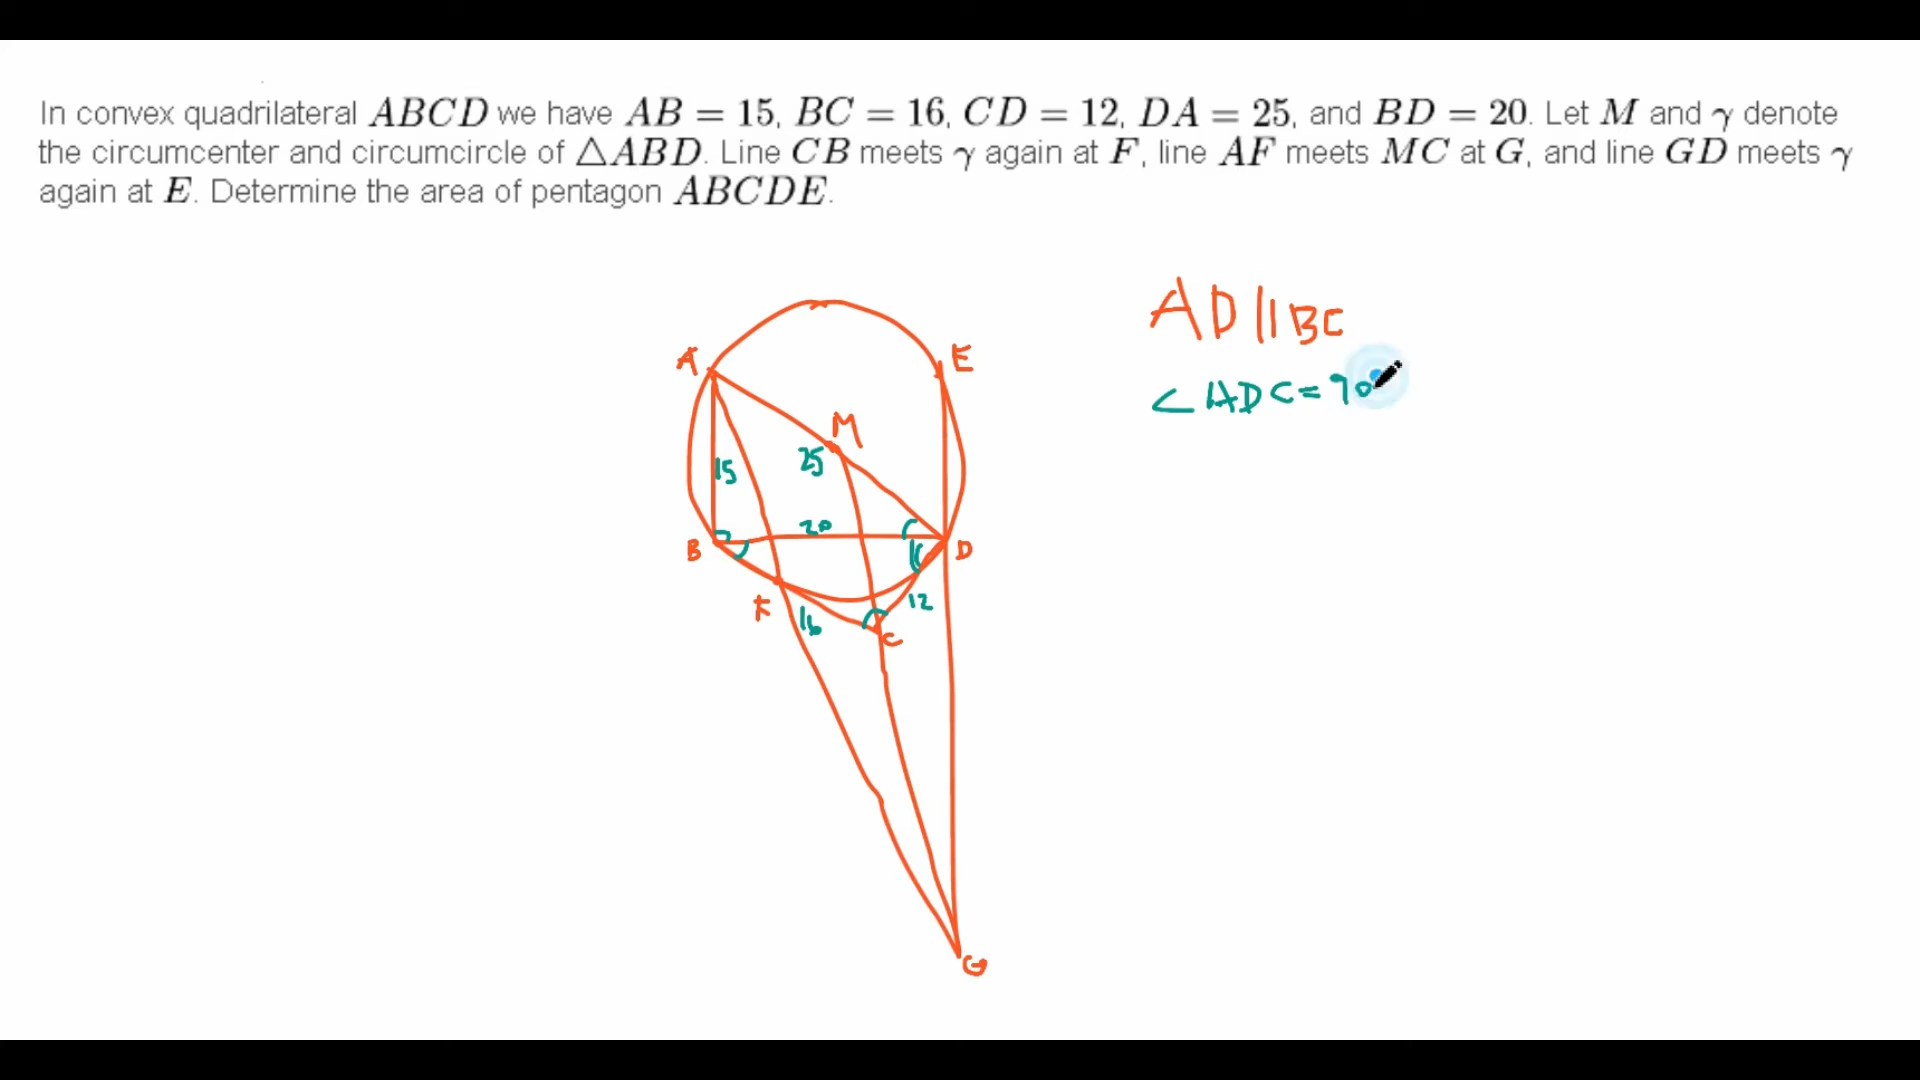 In convex quadrilateral ABCD we have AB = 15, BC = 16, CD = 12, DA = 25, and BD = 20. Let M and γ denote
the circumcenter and circumcircle of △ABD. Line CB meets γ again at F, line AF meets MC at G, and line GD meets γ
again at E. Determine the area of pentagon ABCDE.
AD || BC
A E
∠ADC=90
M
25
15
20
B D
F 16 12
C
G